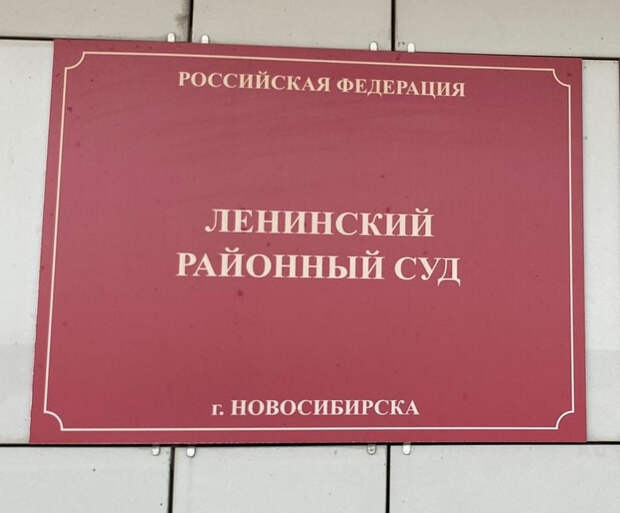 РОССИЙСКАЯ ФЕДЕРАЦИЯ
ЛЕНИНСКИЙ
РАЙОННЫЙ СУД
г. НОВОСИБИРСКА